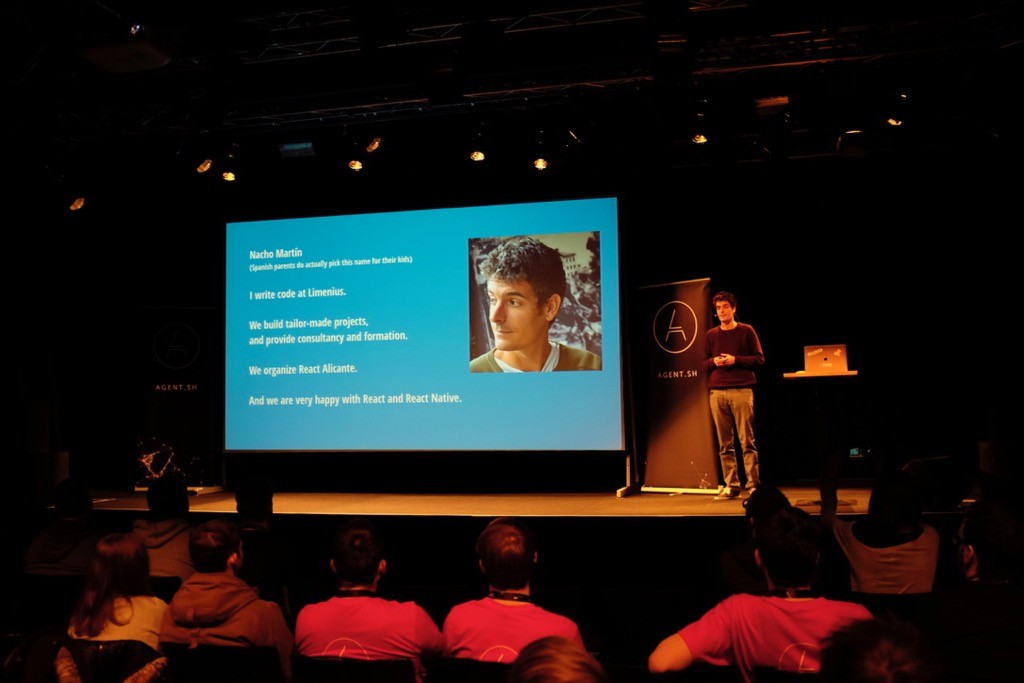 Nacho Martín
(Spanish parents do actually pick this name for their kids)
I write code at Limenius.
We build tailor-made projects,
and provide consultancy and formation.
We organize React Alicante.
And we are very happy with React and React Native.
AGENT.SH
AGENT.SH